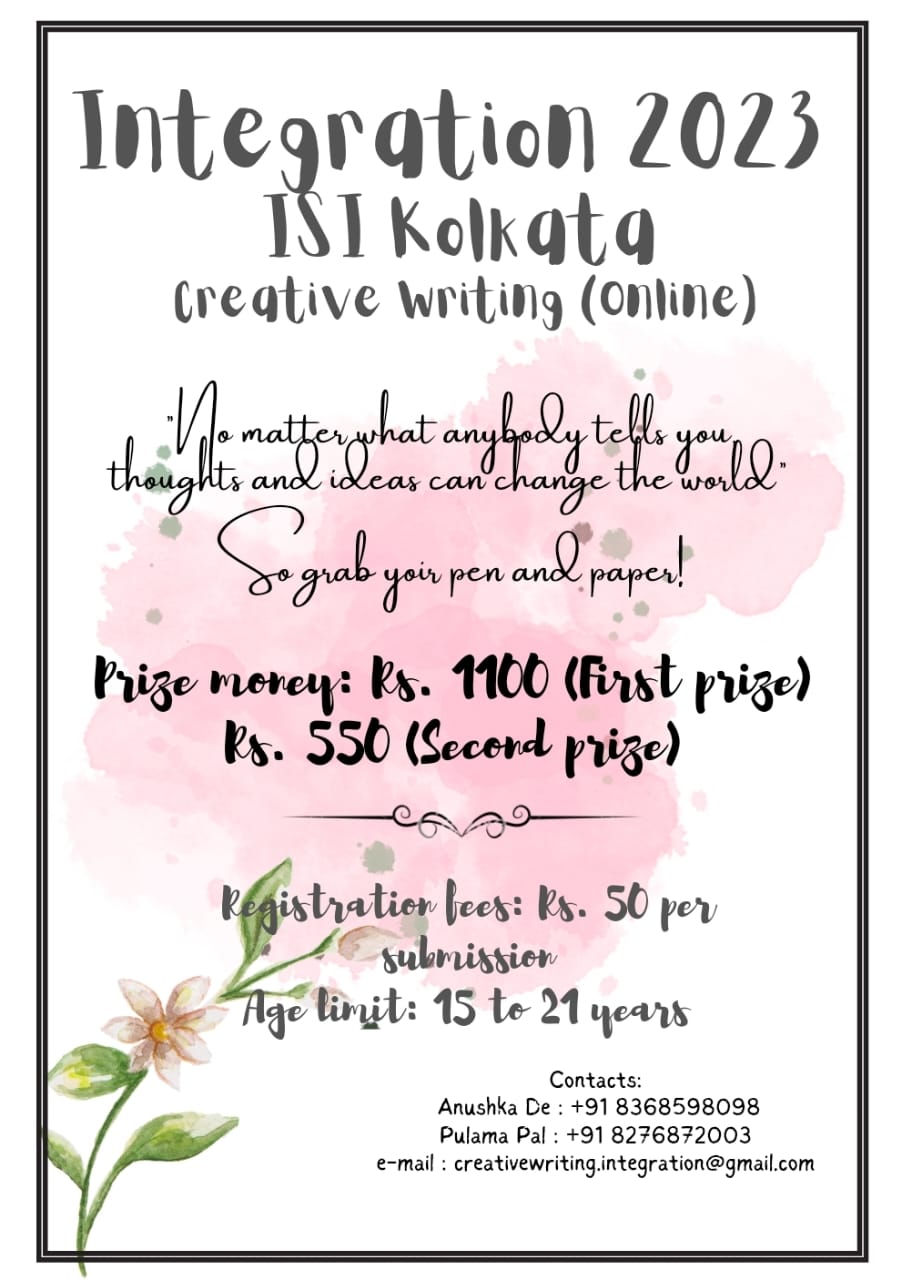 Integration 2023
ISI Kolkata
Creative Writing (Online)
"No matter what anybody tells you,
thoughts and ideas can change the world"
So grab yoir pen and paper!
Prize money: Rs. 1100 (First prize)
Rs. 550 (Second prize)
Registration fees: Rs. 50 per
submission
Age limit: 15 to 21 years
Contacts:
Anushka De : +91 8368598098
Pulama Pal : +91 8276872003
e-mail : creativewriting.integration@gmail.com